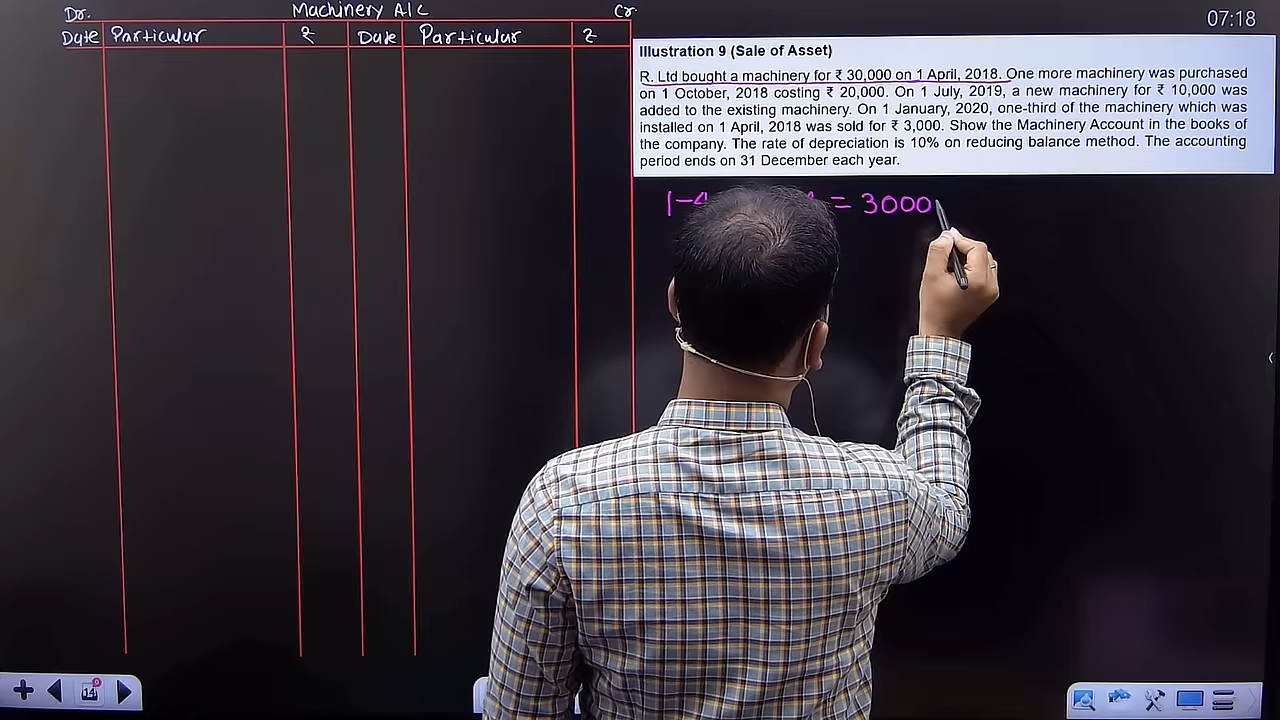 Dr. Machinery A/c Cr.
Date Particular ₹ Date Particular ₹
07:18
Illustration 9 (Sale of Asset)
R. Ltd bought a machinery for ₹ 30,000 on 1 April, 2018. One more machinery was purchased
on 1 October, 2018 costing ₹ 20,000. On 1 July, 2019, a new machinery for ₹ 10,000 was
added to the existing machinery. On 1 January, 2020, one-third of the machinery which was
installed on 1 April, 2018 was sold for ₹ 3,000. Show the Machinery Account in the books of
the company. The rate of depreciation is 10% on reducing balance method. The accounting
period ends on 31 December each year.
= 3000
14